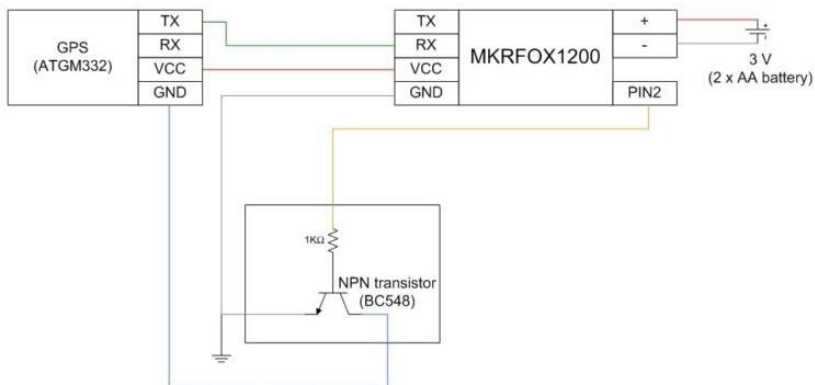 GPS
(ATGM332)
TX
RX
VCC
GND
TX
RX
VCC
GND
MKRFOX1200
+
-
PIN2
+
-
3 V
(2 x AA battery)
1KΩ
NPN transistor
(BC548)